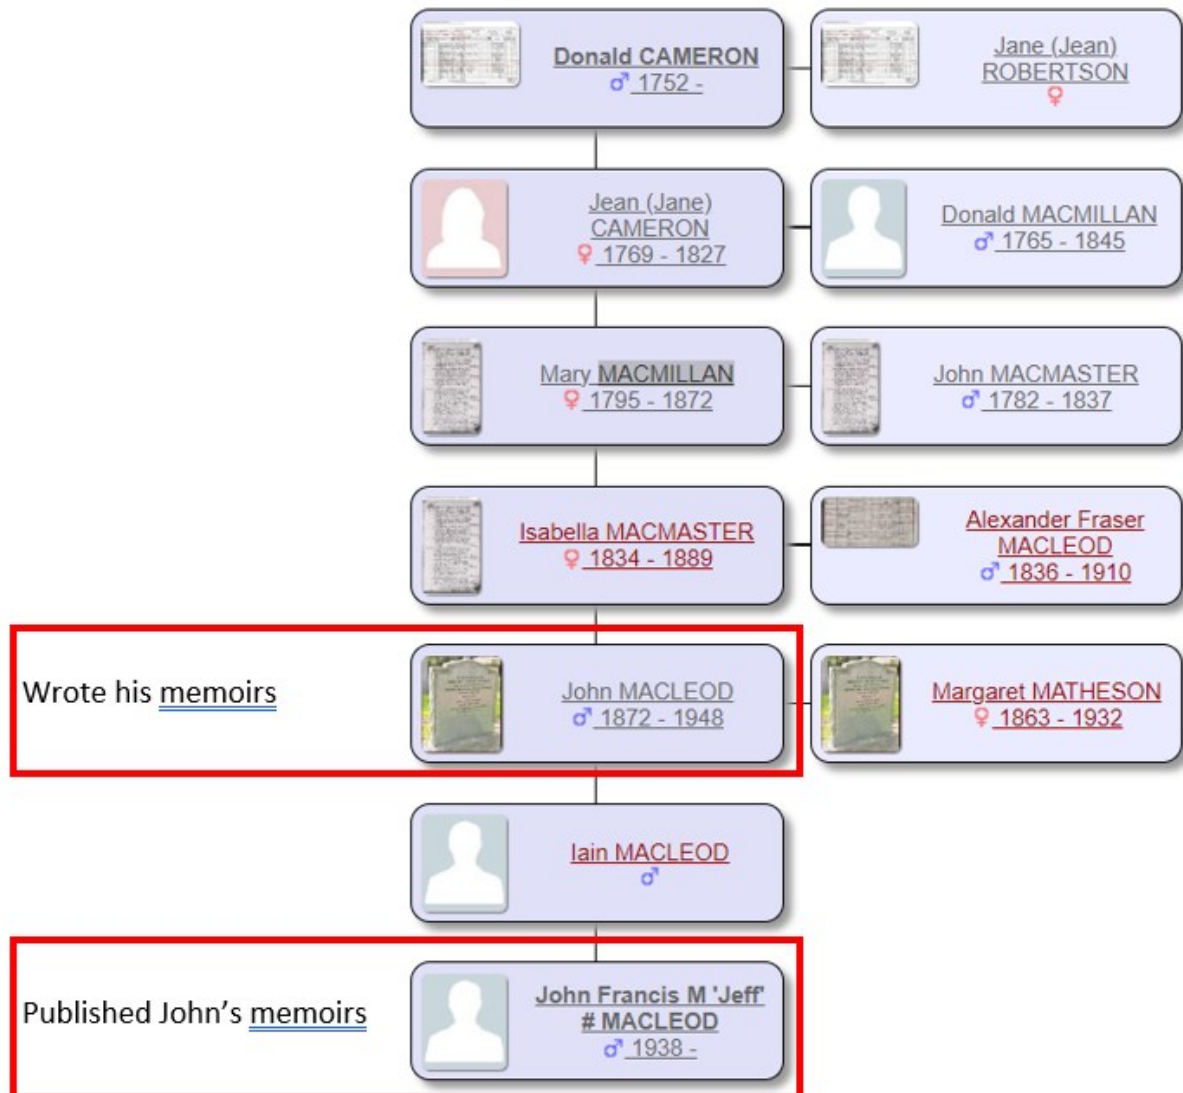 Donald CAMERON
♂ 1752 -
Jane (Jean)
ROBERTSON
♀
Jean (Jane)
CAMERON
♀ 1769 - 1827
Donald MACMILLAN
♂ 1765 - 1845
Mary MACMILLAN
♀ 1795 - 1872
John MACMASTER
♂ 1782 - 1837
Isabella MACMASTER
♀ 1834 - 1889
Alexander Fraser
MACLEOD
♂ 1836 - 1910
Wrote his memoirs
John MACLEOD
♂ 1872 - 1948
Margaret MATHESON
♀ 1863 - 1932
Iain MACLEOD
♂
Published John’s memoirs
John Francis M 'Jeff'
# MACLEOD
♂ 1938 -